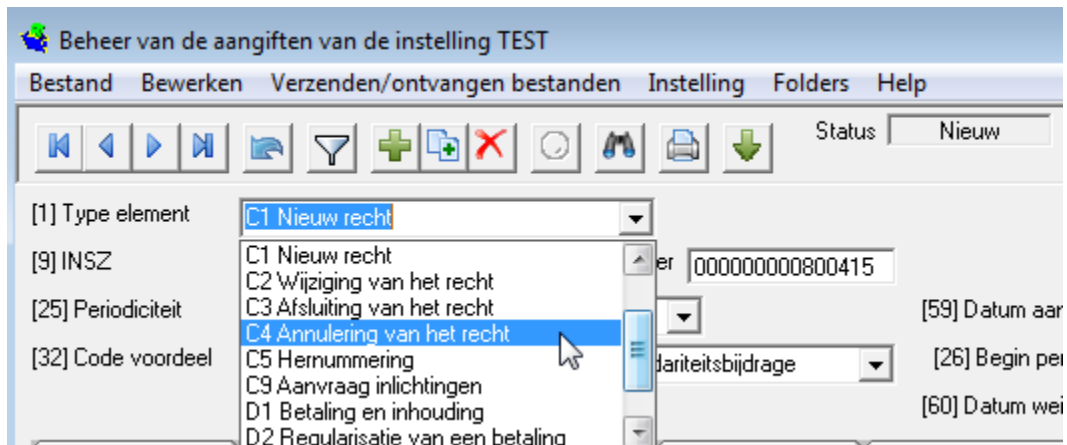 Beheer van de aangiften van de instelling TEST
Bestand Bewerken Verzenden/ontvangen bestanden Instelling Folders Help
Status Nieuw
[1] Type element C1 Nieuw recht
[9] INSZ C1 Nieuw recht er 000000000800415
C2 Wijziging van het recht
[25] Periodiciteit C3 Afsluiting van het recht [59] Datum aan
C4 Annulering van het recht
[32] Code voordeel C5 Hernummering dariteitsbijdrage [26] Begin per
C9 Aanvraag inlichtingen
D1 Betaling en inhouding [60] Datum wei
D2 Regularisatie van een betaling